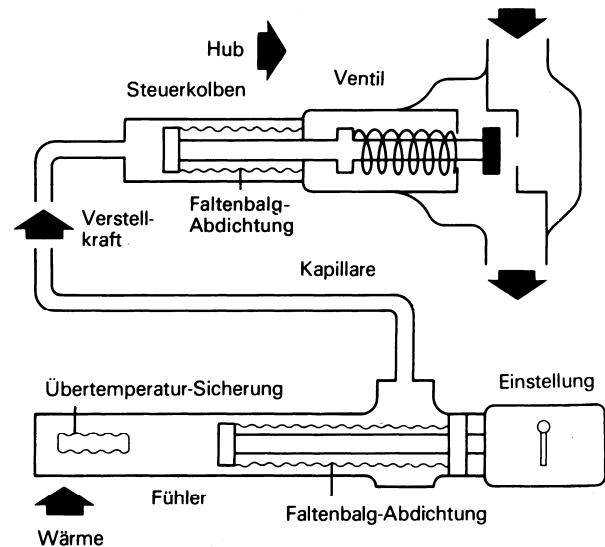 Hub
Ventil
Steuerkolben
Faltenbalg-
Abdichtung
Verstell-
kraft
Kapillare
Übertemperatur-Sicherung
Einstellung
Fühler
Faltenbalg-Abdichtung
Wärme